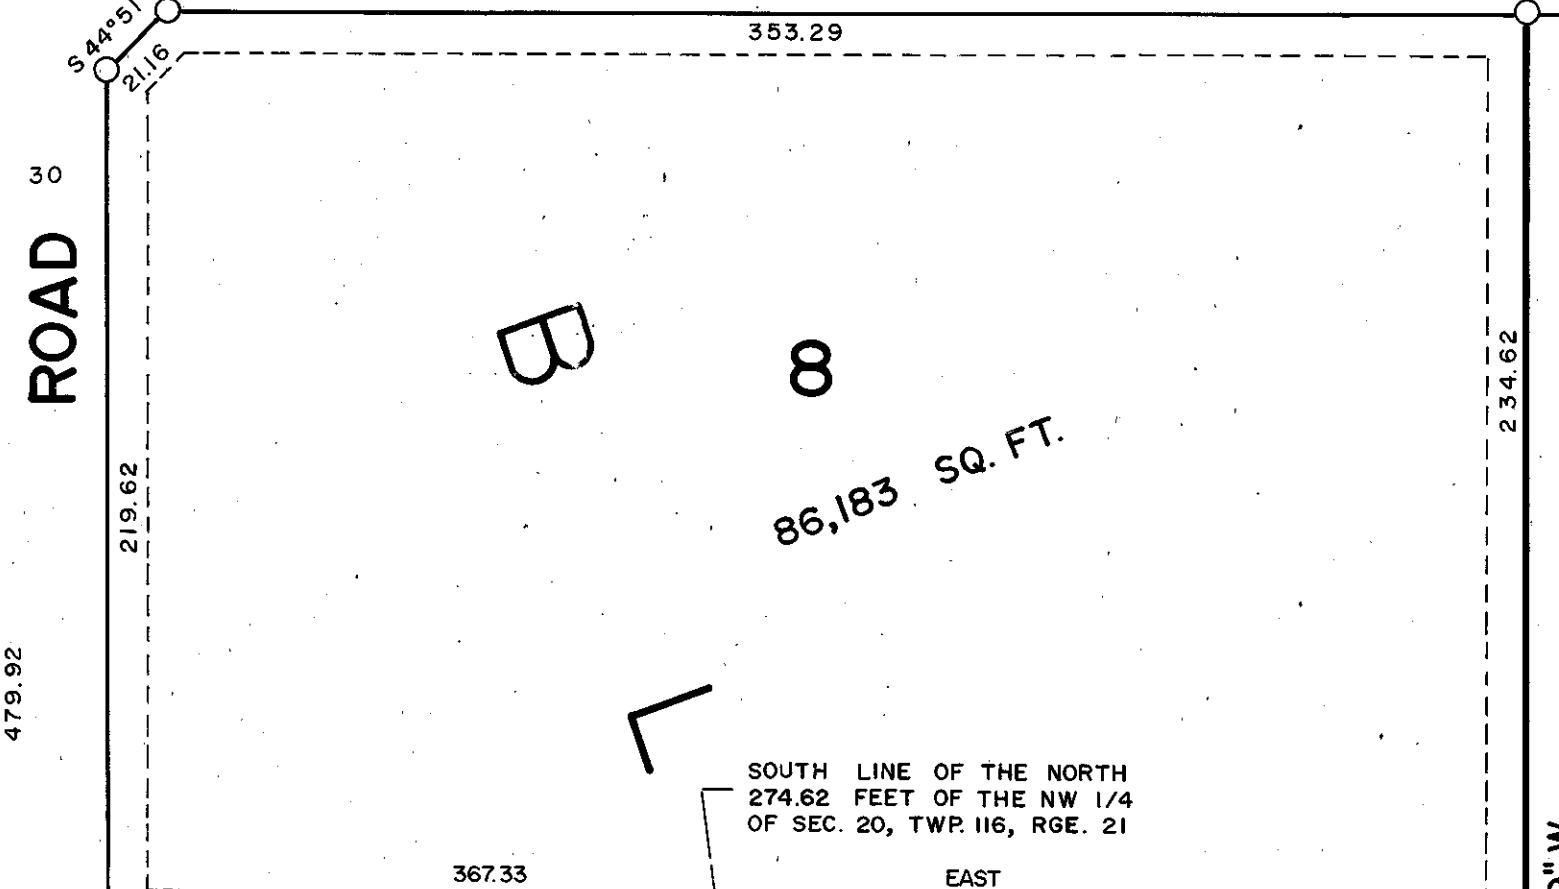 S 44°51'
21.16
353.29
30
ROAD
B
8
234.62
86,183 SQ. FT.
219.62
479.92
L
SOUTH LINE OF THE NORTH
274.62 FEET OF THE NW 1/4
OF SEC. 20, TWP. 116, RGE. 21
367.33
EAST